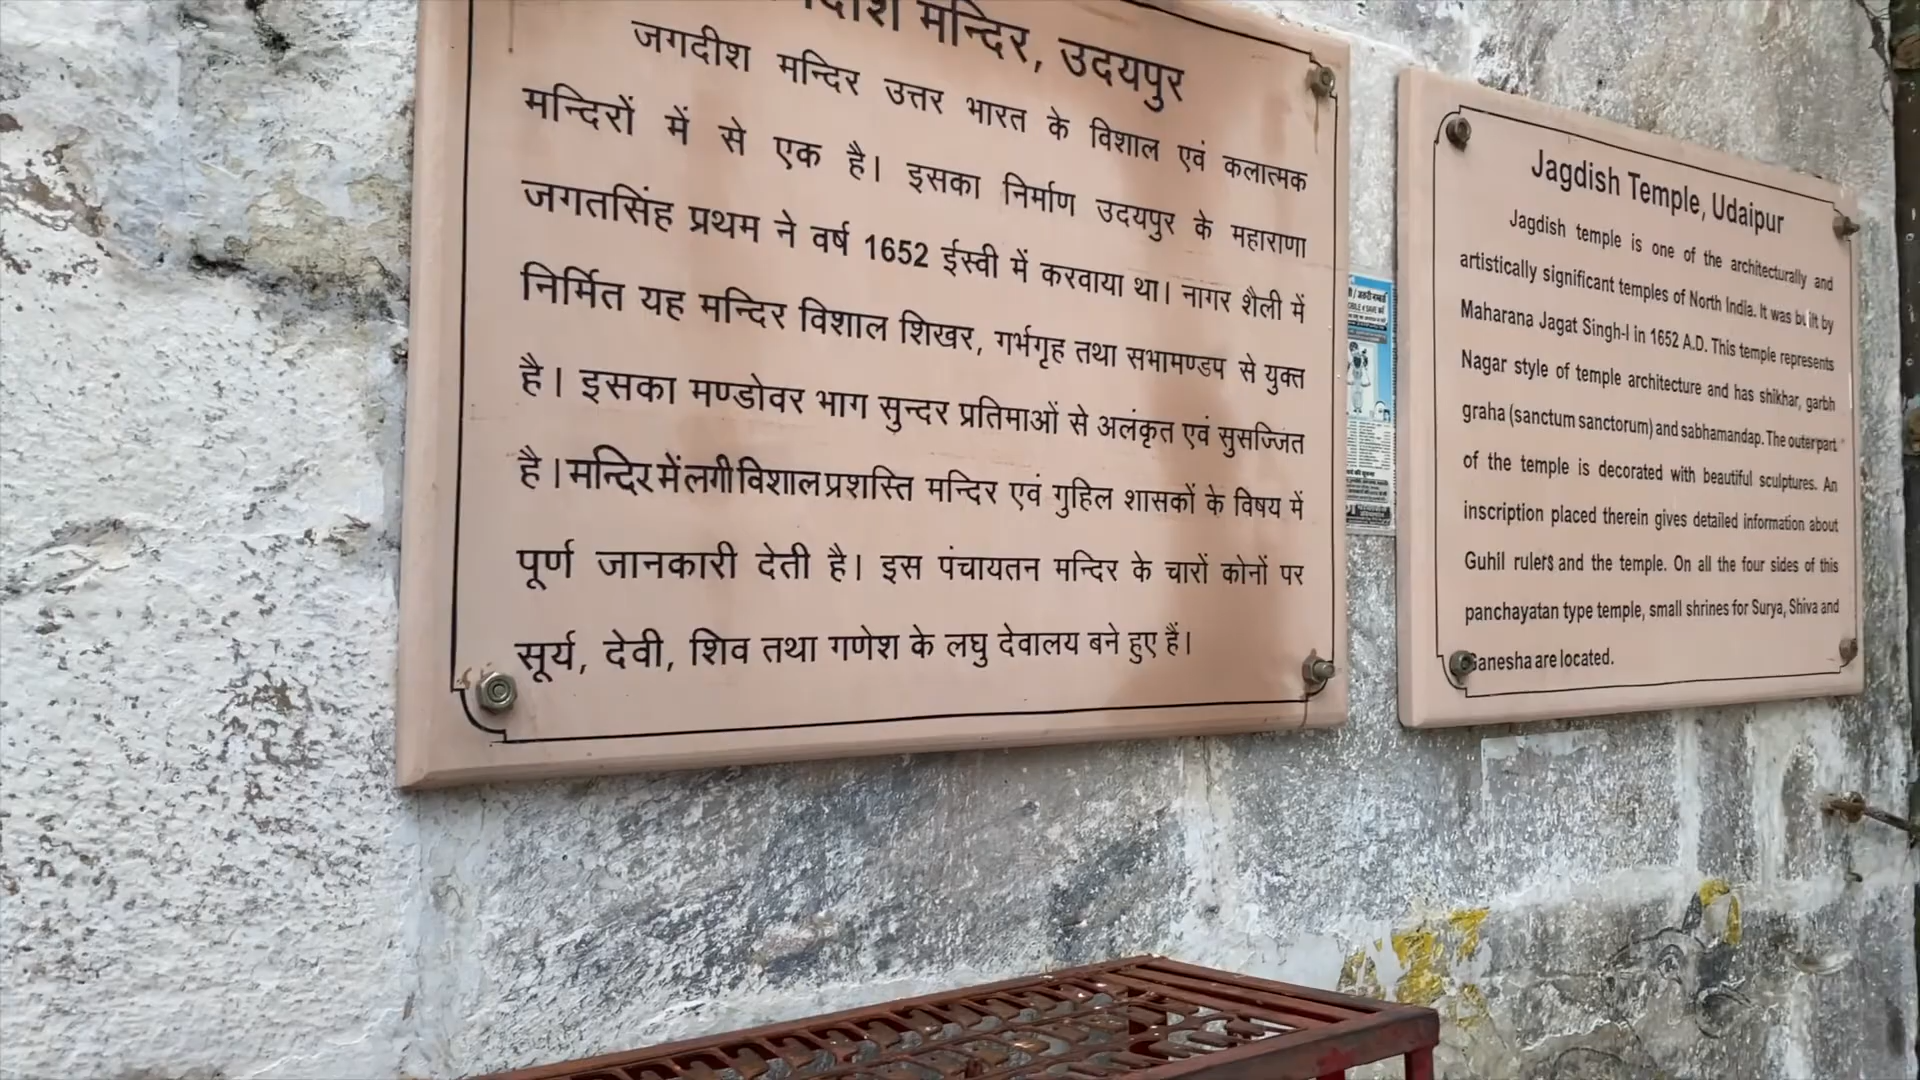 मन्दिर, उदयपुर
जगदीश मन्दिर उत्तर भारत के विशाल एवं कलात्मक
मन्दिरों में से एक है। इसका निर्माण उदयपुर के महाराणा
जगतसिंह प्रथम ने वर्ष 1652 ईस्वी में करवाया था। नागर शैली में
निर्मित यह मन्दिर विशाल शिखर, गर्भगृह तथा सभामण्डप से युक्त
है। इसका मण्डोवर भाग सुन्दर प्रतिमाओं से अलंकृत एवं सुसज्जित
है। मन्दिर में लगी विशाल प्रशस्ति मन्दिर एवं गुहिल शासकों के विषय में
पूर्ण जानकारी देती है। इस पंचायतन मन्दिर के चारों कोनों पर
सूर्य, देवी, शिव तथा गणेश के लघु देवालय बने हुए हैं।
Jagdish Temple, Udaipur
Jagdish temple is one of the architecturally and
artistically significant temples of North India. It was built by
Maharana Jagat Singh-I in 1652 A.D. This temple represents
Nagar style of temple architecture and has shikhar, garbh
graha (sanctum sanctorum) and sabhamandap. The outer part
of the temple is decorated with beautiful sculptures. An
inscription placed therein gives detailed information about
Guhil rulers and the temple. On all the four sides of this
panchayatan type temple, small shrines for Surya, Shiva and
Ganesha are located.